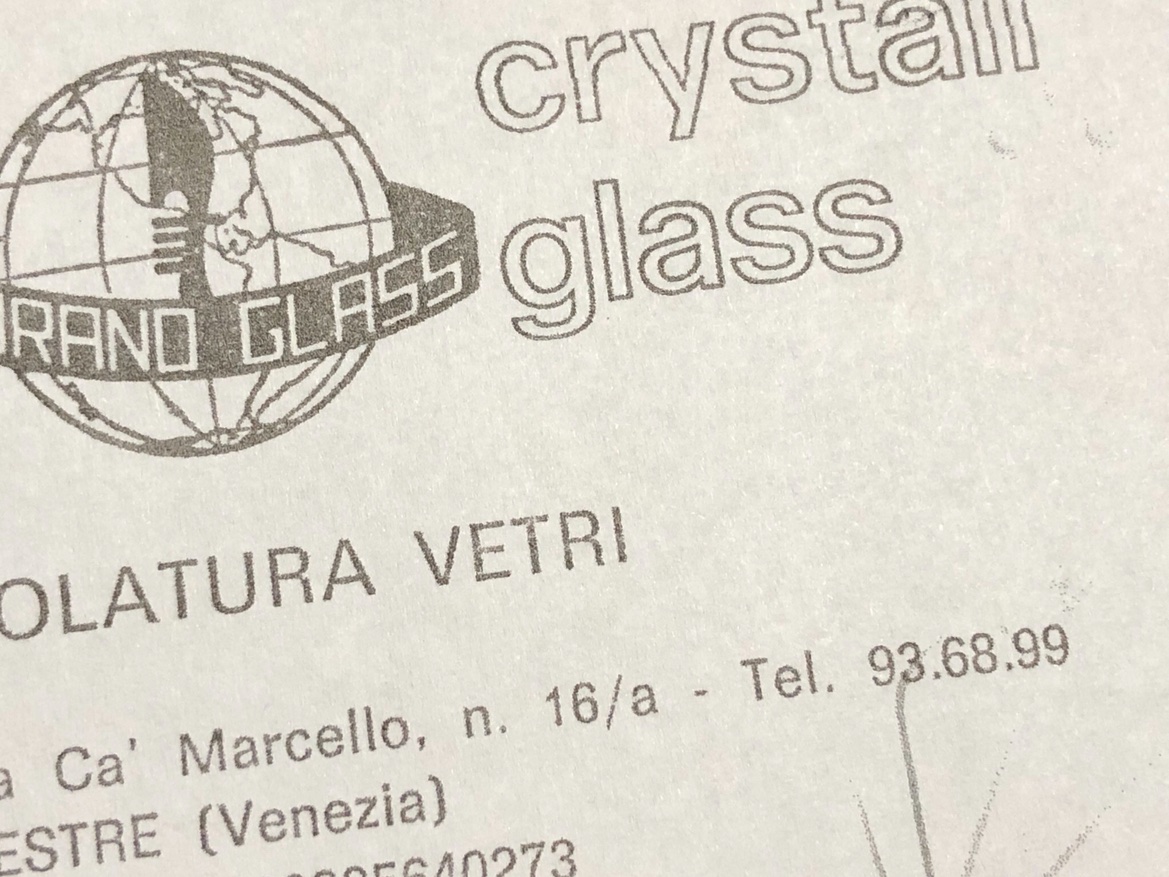 crystall
glass
RAND GLASS
OLATURA VETRI
a Ca' Marcello, n. 16/a - Tel. 93.68.99
ESTRE (Venezia)